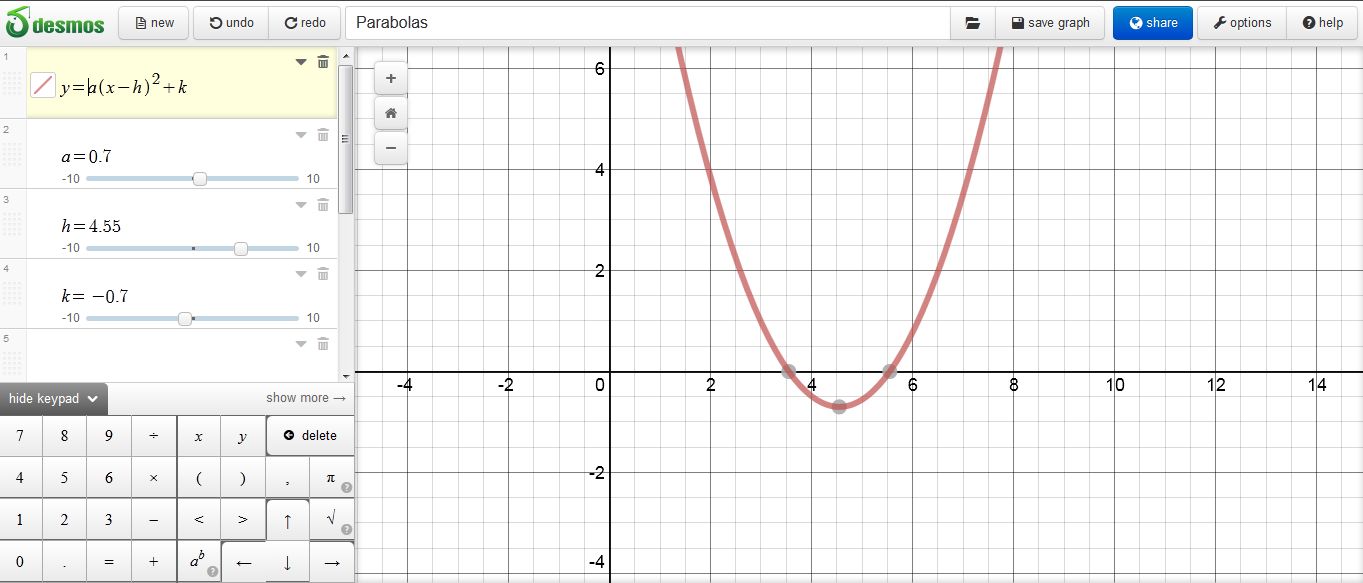 desmos new undo redo Parabolas save graph share options help
1
y=a(x−h)²+k
2
a=0.7
-10 10
3
h=4.55
-10 10
4
k= −0.7
-10 10
5
hide keypad show more →
7 8 9 ÷ x y delete
4 5 6 × ( ) , π ?
1 2 3 − < > ↑ √ ?
0 . = + aᵇ ? ← ↓ →
+
−
6
4
2
-4 -2 0 2 4 6 8 10 12 14
-2
-4